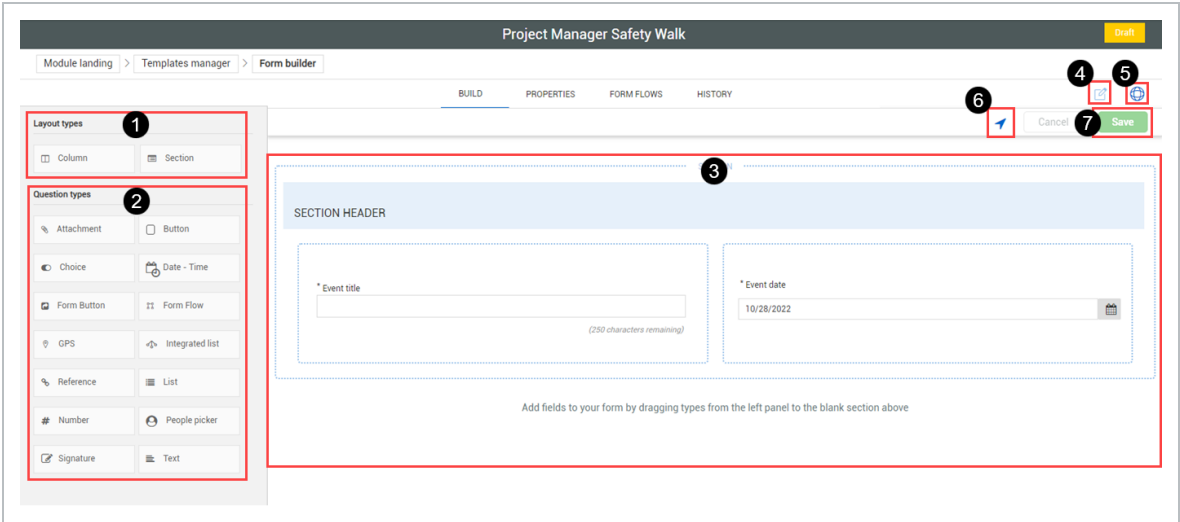 Project Manager Safety Walk
Draft
Module landing > Templates manager > Form builder
4
5
BUILD PROPERTIES FORM FLOWS HISTORY
6
Cancel 7 Save
Layout types 1
Column Section
3
Question types 2
SECTION HEADER
Attachment Button
Choice Date - Time
* Event title
* Event date
10/28/2022
(250 characters remaining)
Form Button Form Flow
GPS Integrated list
Reference List
Add fields to your form by dragging types from the left panel to the blank section above
# Number People picker
Signature Text